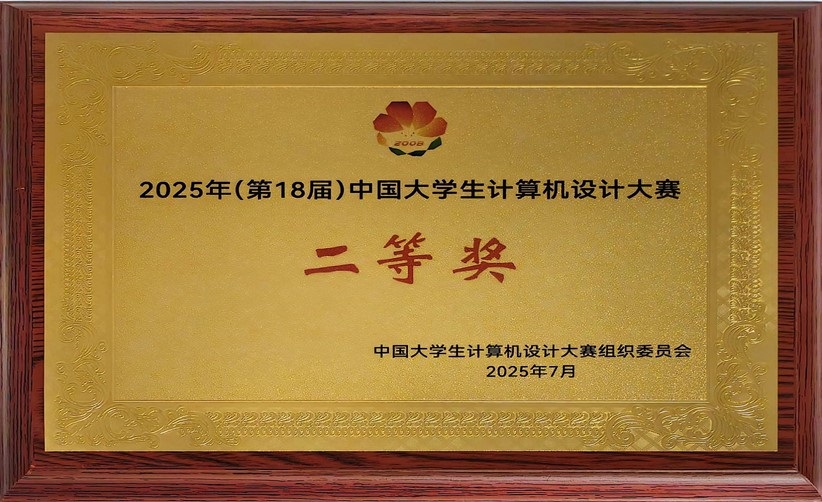 2008
2025年(第18届)中国大学生计算机设计大赛
二等奖
中国大学生计算机设计大赛组织委员会
2025年7月